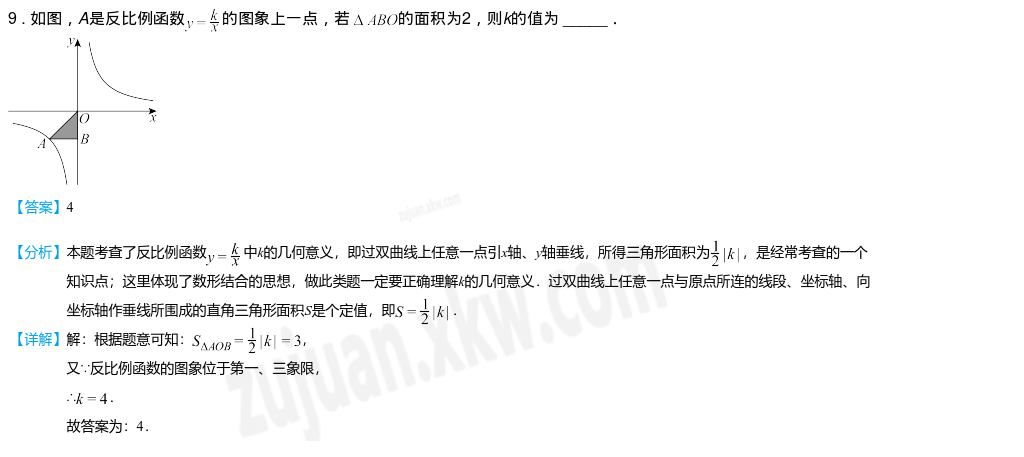 9．如图，A是反比例函数y = k/x的图象上一点，若 Δ ABO的面积为2，则k的值为 ______．
y
O
x
A
B
【答案】4
zujuan.xkw.com
【分析】本题考查了反比例函数y = k/x 中k的几何意义，即过双曲线上任意一点引x轴、y轴垂线，所得三角形面积为1/2|k|，是经常考查的一个
知识点；这里体现了数形结合的思想，做此类题一定要正确理解k的几何意义．过双曲线上任意一点与原点所连的线段、坐标轴、向
坐标轴作垂线所围成的直角三角形面积S是个定值，即S = 1/2|k|．
【详解】解：根据题意可知：S△AOB = 1/2|k| = 3，
又∵反比例函数的图象位于第一、三象限，
∴k = 4．
故答案为：4．
zujuan.xkw.com